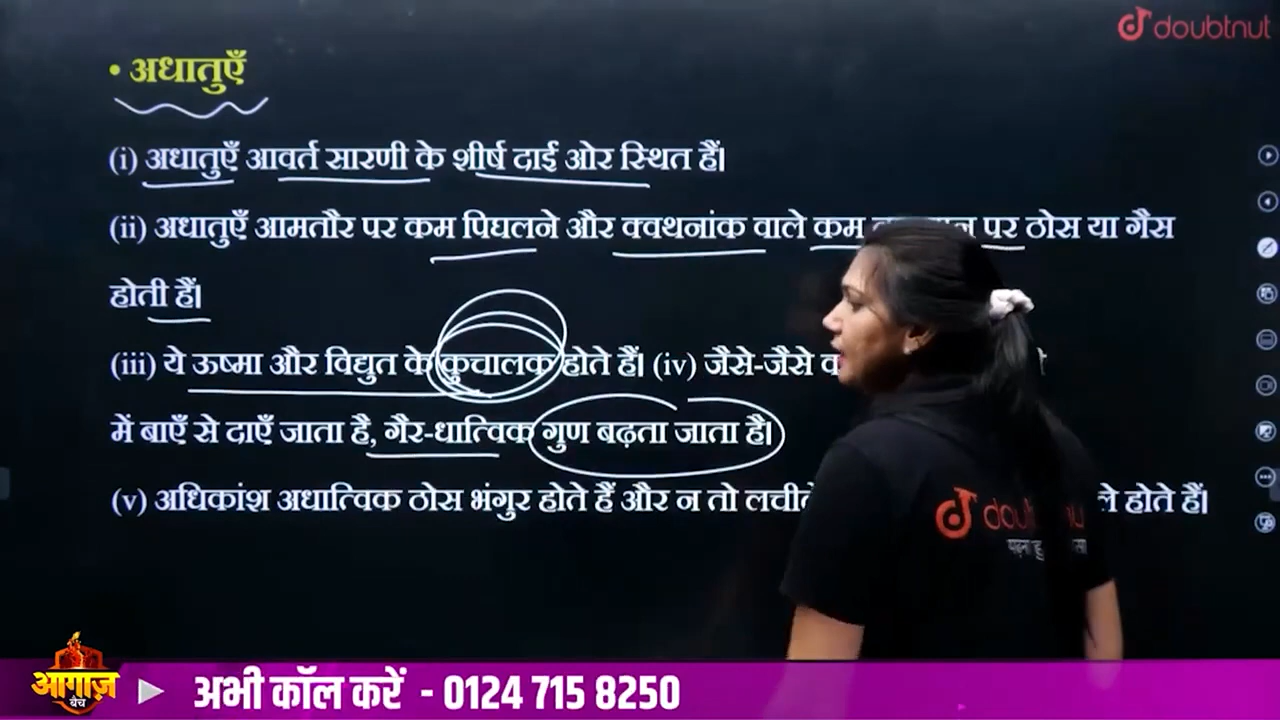 doubtnut
• अधातुएँ
(i) अधातुएँ आवर्त सारणी के शीर्ष दाई ओर स्थित हैं।
(ii) अधातुएँ आमतौर पर कम पिघलने और क्वथनांक वाले कम पर ठोस या गैस
होती हैं।
(iii) ये ऊष्मा और विद्युत के कुचालक होते हैं। (iv) जैसे-जैसे
में बाएँ से दाएँ जाता है, गैर-धात्विक गुण बढ़ता जाता है।
(v) अधिकांश अधात्विक ठोस भंगुर होते हैं और न तो होते हैं।
आगाज़
बैच
अभी कॉल करें - 0124 715 8250